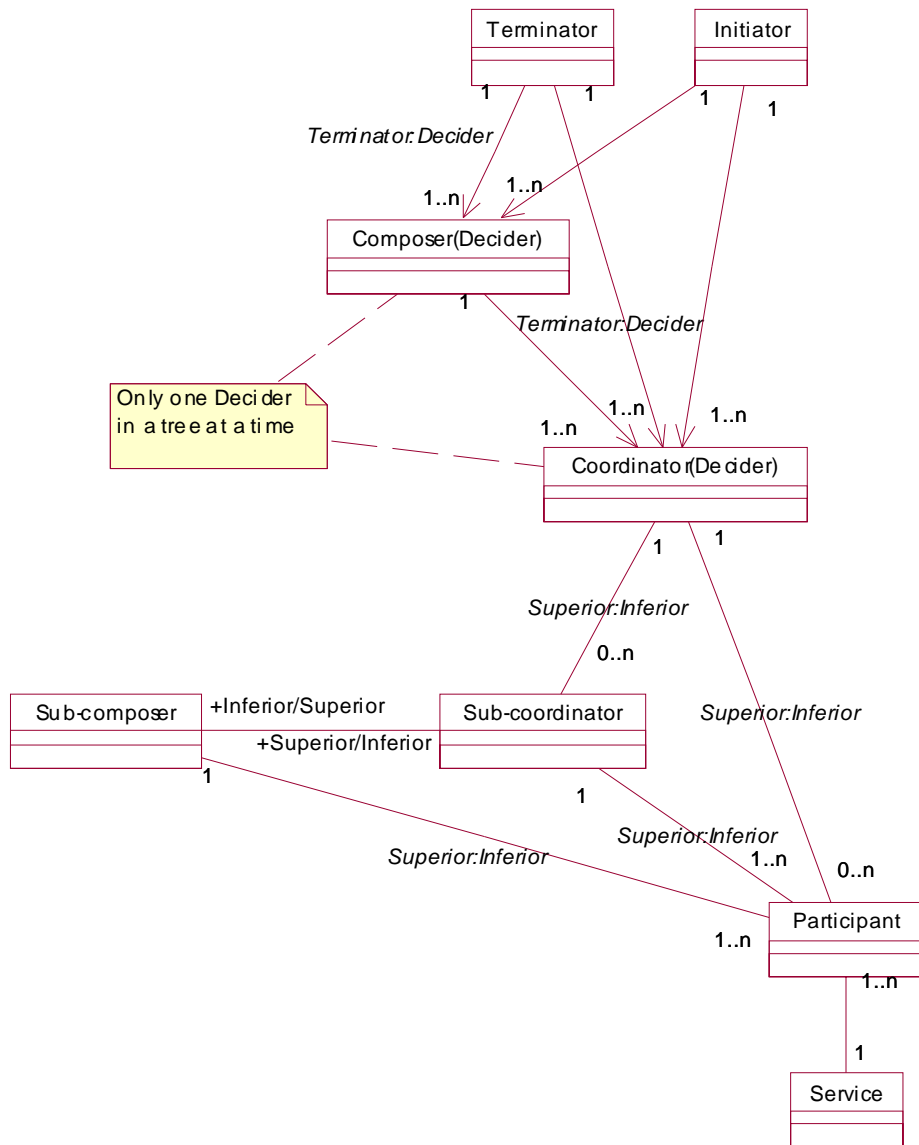 Terminator
Initiator
1
1
1
1
Terminator:Decider
1..n
1..n
Composer(Decider)
1
Terminator:Decider
Only one Decider
in a tree at a time
1..n
1..n
1..n
Coordinator(Decider)
1
1
Superior:Inferior
0..n
Sub-composer
+Inferior/Superior
Sub-coordinator
+Superior/Inferior
Superior:Inferior
1
1
Superior:Inferior
Superior:Inferior
1..n
0..n
Participant
1..n
1..n
1
Service